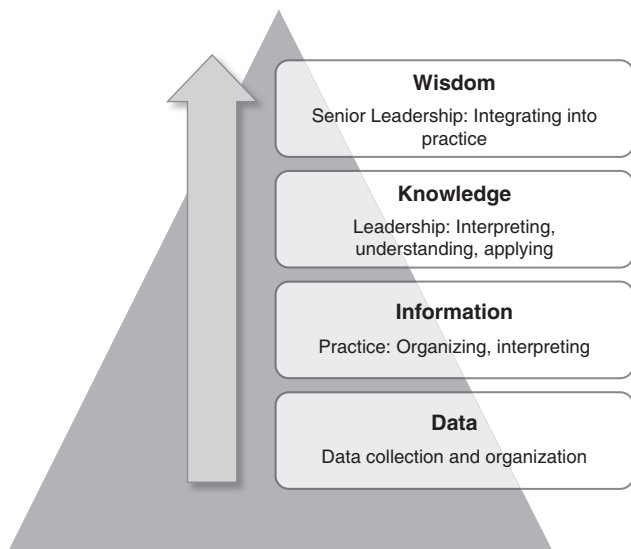 Wisdom
Senior Leadership: Integrating into
practice
Knowledge
Leadership: Interpreting,
understanding, applying
Information
Practice: Organizing, interpreting
Data
Data collection and organization